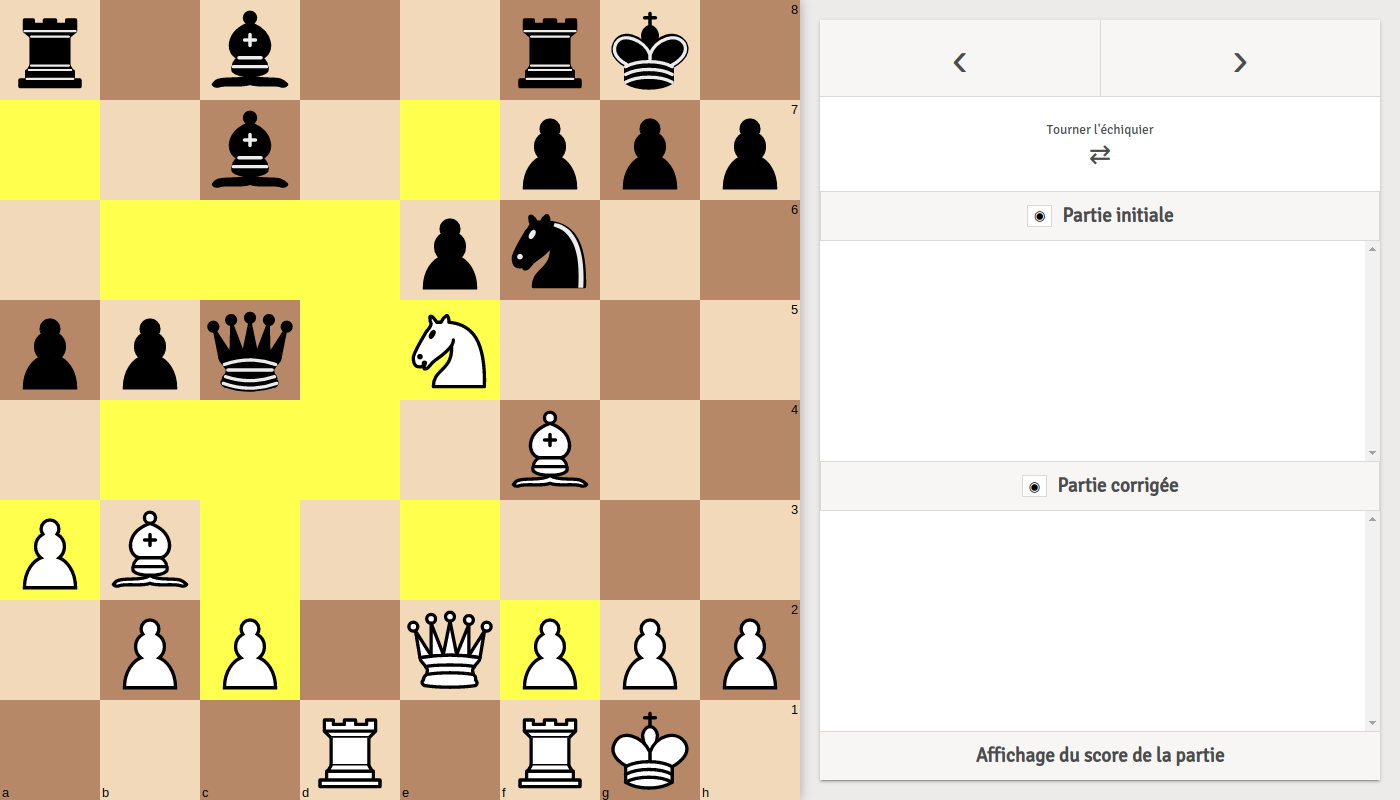 8
7
6
5
4
3
2
1
a b c d e f g h
Tourner l'échiquier
Partie initiale
Partie corrigée
Affichage du score de la partie